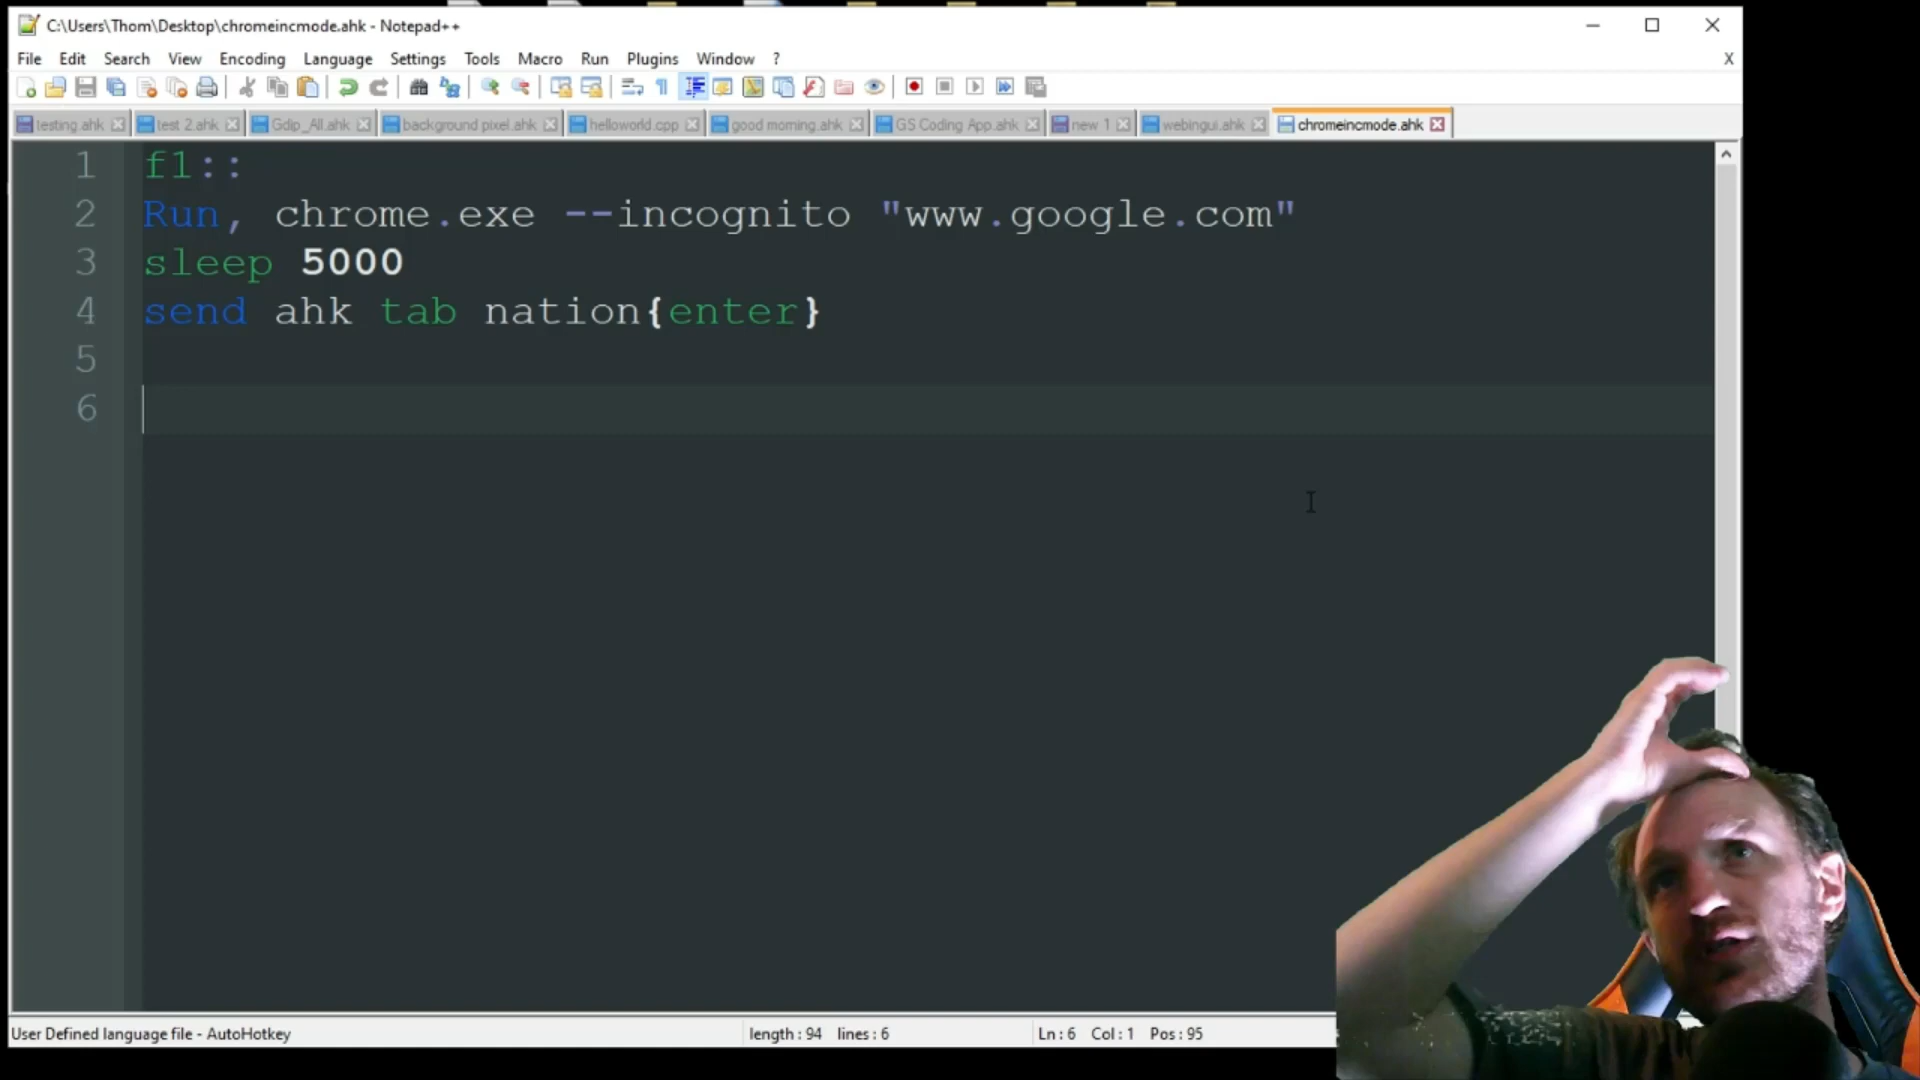 C:\Users\Thom\Desktop\chromeincmode.ahk - Notepad++
File Edit Search View Encoding Language Settings Tools Macro Run Plugins Window ? X
testing.ahk test 2.ahk Gdip_All.ahk background pixel.ahk helloworld.cpp good morning.ahk GS Coding App.ahk new 1 webingui.ahk chromeincmode.ahk
1 f1::
2 Run, chrome.exe --incognito "www.google.com"
3 sleep 5000
4 send ahk tab nation{enter}
5
6
User Defined language file - AutoHotkey length : 94 lines : 6 Ln : 6 Col : 1 Pos : 95